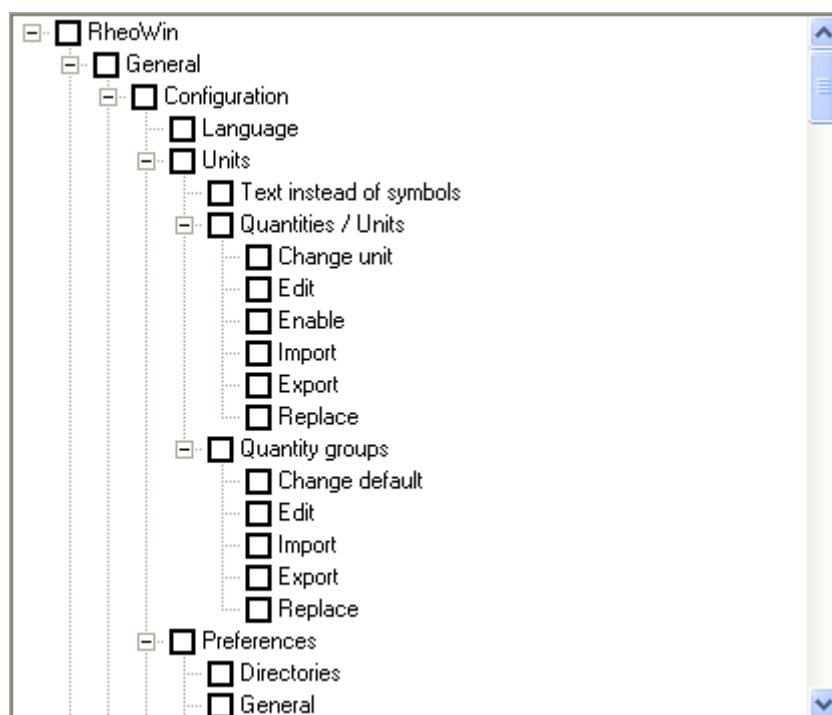 RheoWin
General
Configuration
Language
Units
Text instead of symbols
Quantities / Units
Change unit
Edit
Enable
Import
Export
Replace
Quantity groups
Change default
Edit
Import
Export
Replace
Preferences
Directories
General